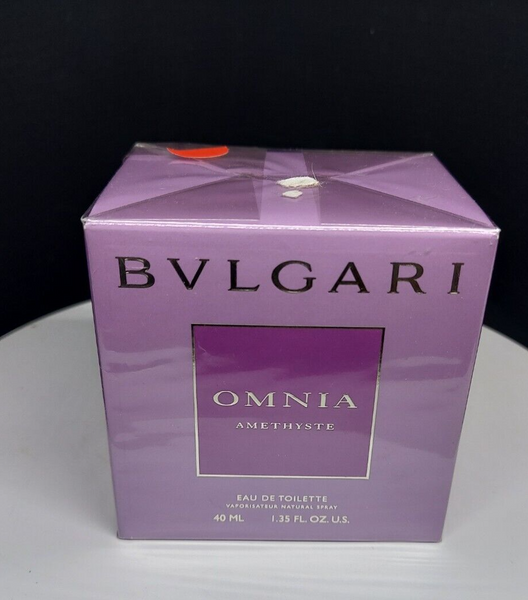 BVLGARI
OMNIA
AMETHYSTE
EAU DE TOILETTE
VAPORISATEUR NATURAL SPRAY
40 ML 1.35 FL. OZ. U.S.